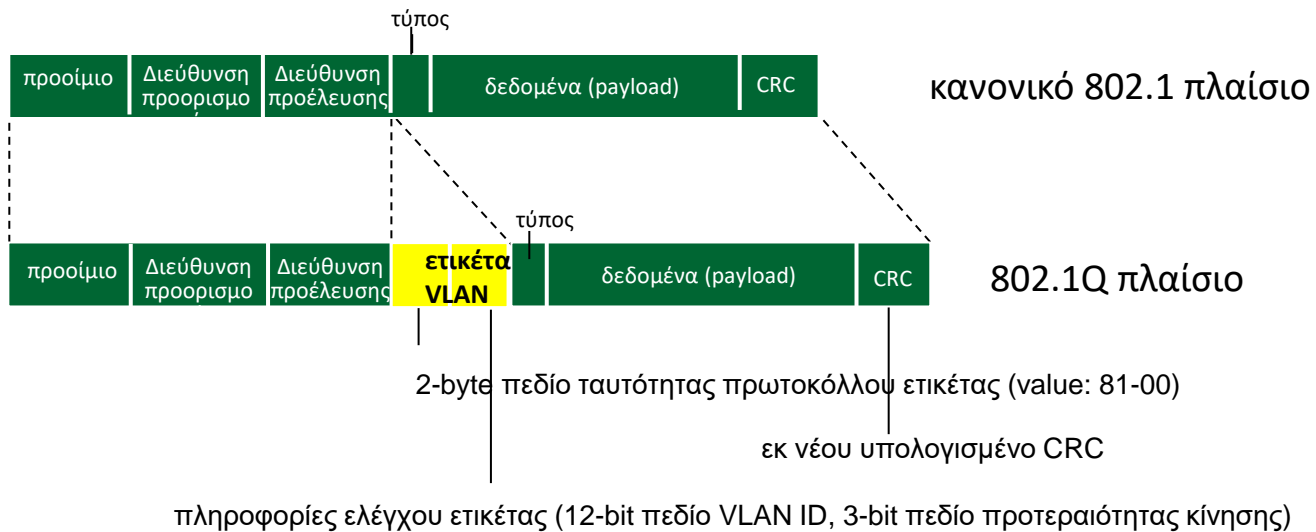 τύπος
προοίμιο
Διεύθυνση
προορισμο
Διεύθυνση
προέλευσης
δεδομένα (payload)
CRC
κανονικό 802.1 πλαίσιο
τύπος
προοίμιο
Διεύθυνση
προορισμο
Διεύθυνση
προέλευσης
ετικέτα
VLAN
δεδομένα (payload)
CRC
802.1Q πλαίσιο
2-byte πεδίο ταυτότητας πρωτοκόλλου ετικέτας (value: 81-00)
εκ νέου υπολογισμένο CRC
πληροφορίες ελέγχου ετικέτας (12-bit πεδίο VLAN ID, 3-bit πεδίο προτεραιότητας κίνησης)